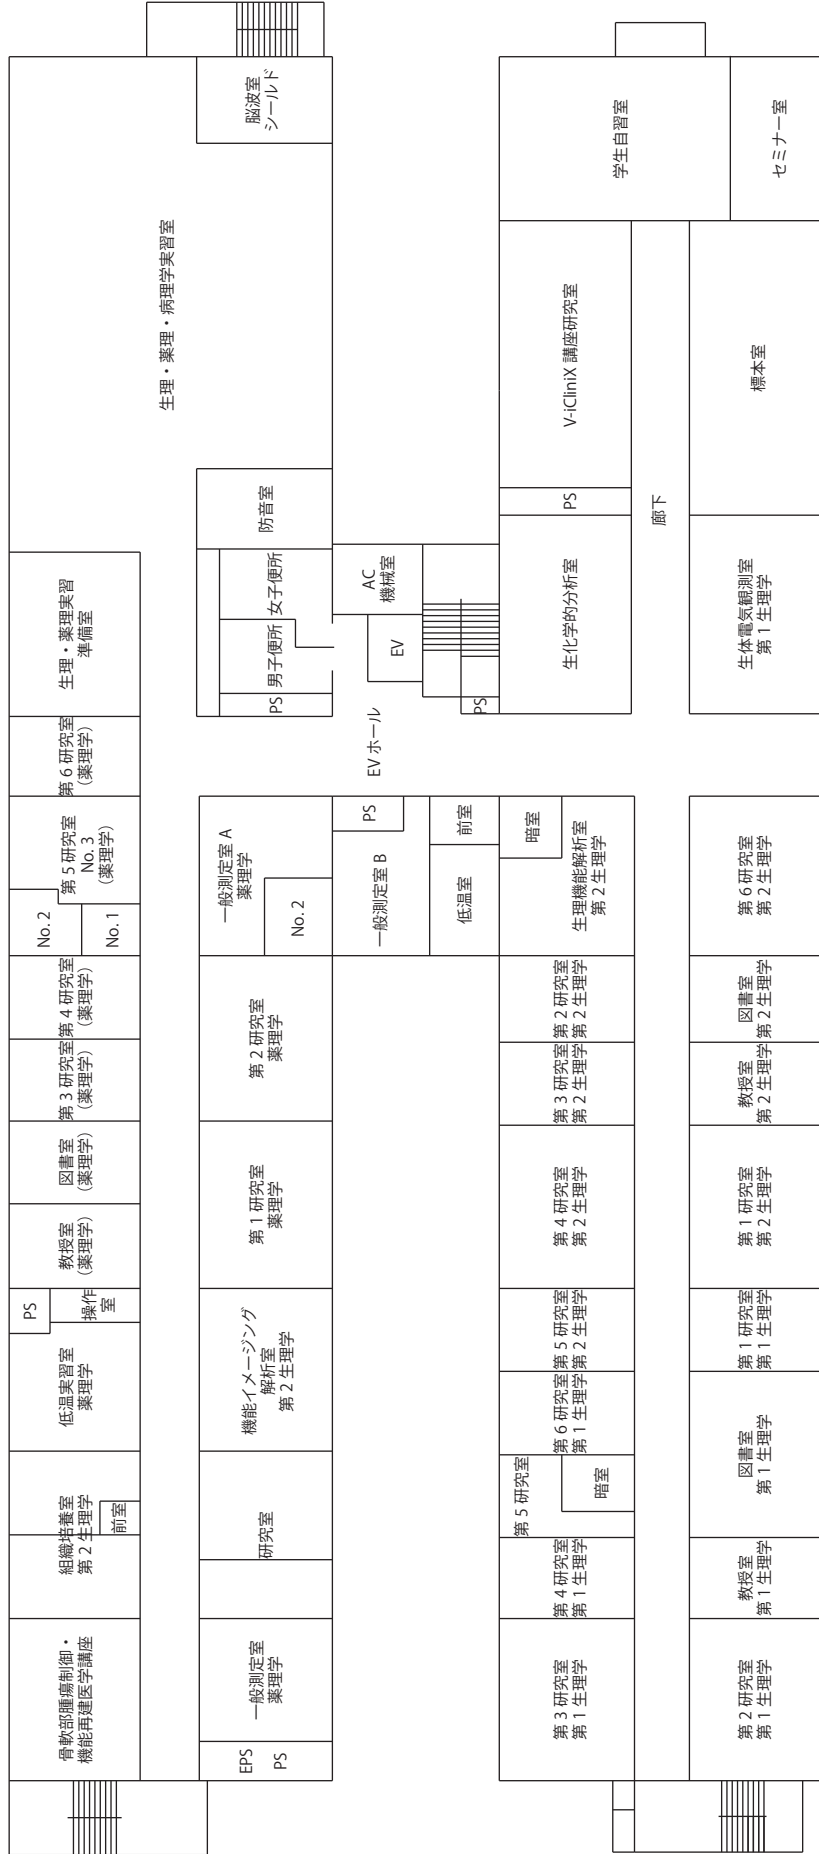 骨軟部腫瘍制御・
機能再建医学講座
組織培養室
第２生理学
前室
低温実習室
薬理学
PS
操作
室
教授室
（薬理学）
図書室
（薬理学）
第３研究室
（薬理学）
第４研究室
（薬理学）
No. 2
No. 1
第５研究室
No. 3
（薬理学）
第６研究室
（薬理学）
生理・薬理実習
準備室
生理・薬理・病理学実習室
脳波室
シールド
EPS
PS
一般測定室
薬理学
研究室
機能イメージング
解析室
第２生理学
第１研究室
薬理学
第２研究室
薬理学
一般測定室 A
薬理学
No. 2
PS
男子便所
女子便所
防音室
一般測定室 B
PS
低温室
前室
EV ホール
EV
AC
機械室
PS
第３研究室
第１生理学
第４研究室
第１生理学
第５研究室
暗室
第６研究室
第１生理学
第５研究室
第２生理学
第４研究室
第２生理学
第３研究室
第２生理学
第２研究室
第２生理学
暗室
生理機能解析室
第２生理学
生化学的分析室
PS
V-iCliniX 講座研究室
学生自習室
廊下
第２研究室
第１生理学
教授室
第１生理学
図書室
第１生理学
第１研究室
第１生理学
第１研究室
第２生理学
教授室
第２生理学
図書室
第２生理学
第６研究室
第２生理学
生体電気観測室
第１生理学
標本室
セミナー室